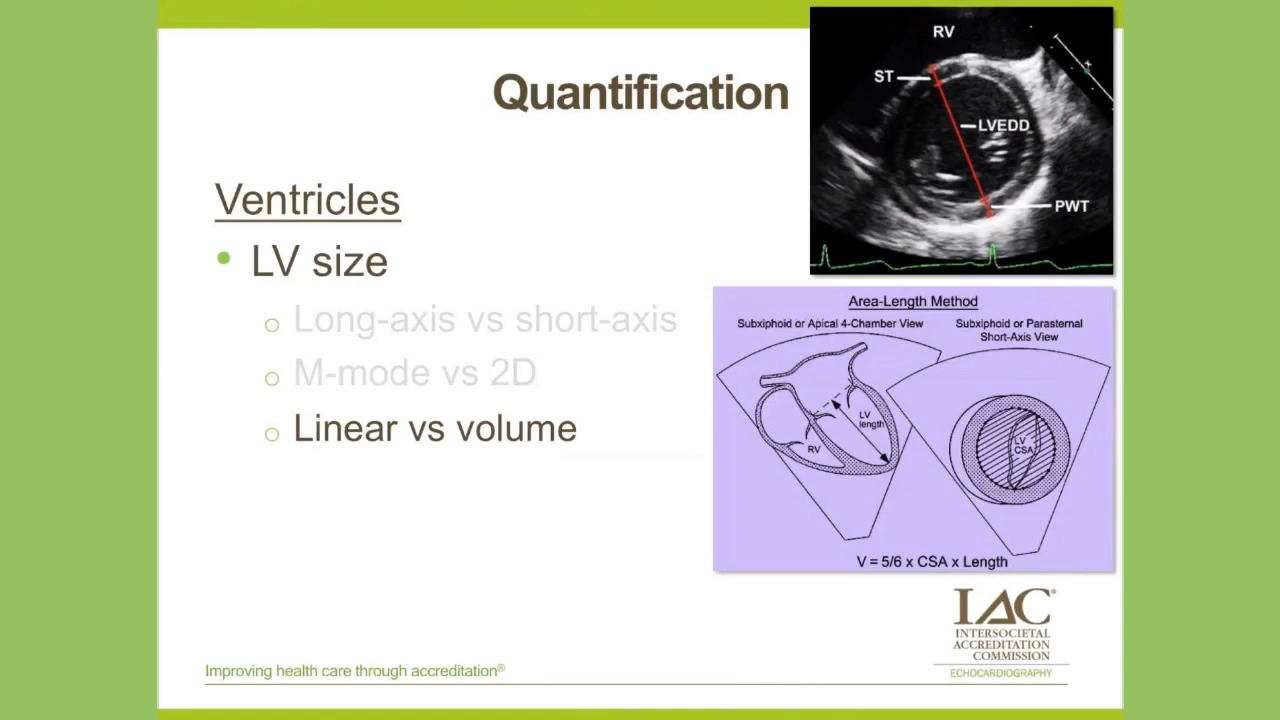 Quantification
Ventricles
• LV size
o Long-axis vs short-axis
o M-mode vs 2D
o Linear vs volume
RV
ST
LVEDD
PWT
Area-Length Method
Subxiphoid or Apical 4-Chamber View
Subxiphoid or Parasternal
Short-Axis View
LV
length
RV
LV
CSA
V = 5/6 x CSA x Length
IAC®
INTERSOCIETAL
ACCREDITATION
COMMISSION
ECHOCARDIOGRAPHY
Improving health care through accreditation®